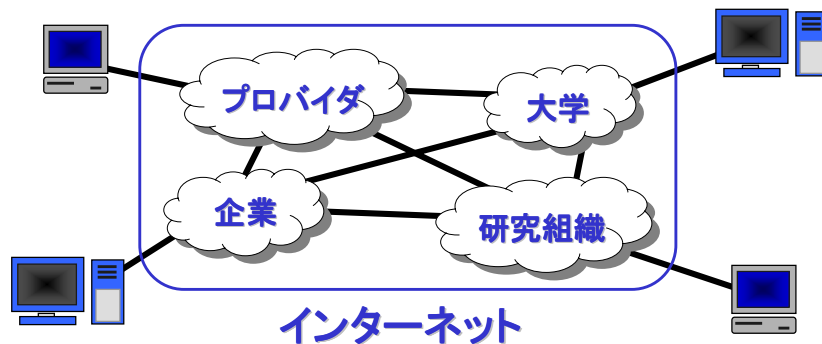 プロバイダ
大学
企業
研究組織
インターネット